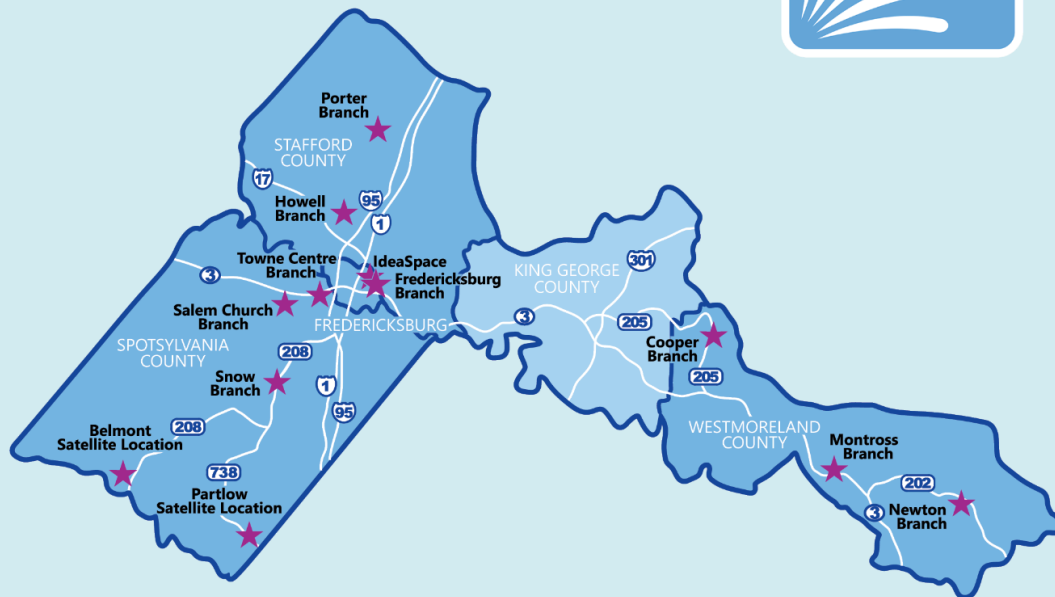 Porter
Branch
STAFFORD
COUNTY
17
Howell
Branch
95
1
Towne Centre
Branch
IdeaSpace
Fredericksburg
Branch
3
Salem Church
Branch
FREDERICKSBURG
SPOTSYLVANIA
COUNTY
208
Snow
Branch
1
95
208
Belmont
Satellite Location
738
Partlow
Satellite Location
301
KING GEORGE
COUNTY
3
205
Cooper
Branch
205
WESTMORELAND
COUNTY
Montross
Branch
202
3
Newton
Branch